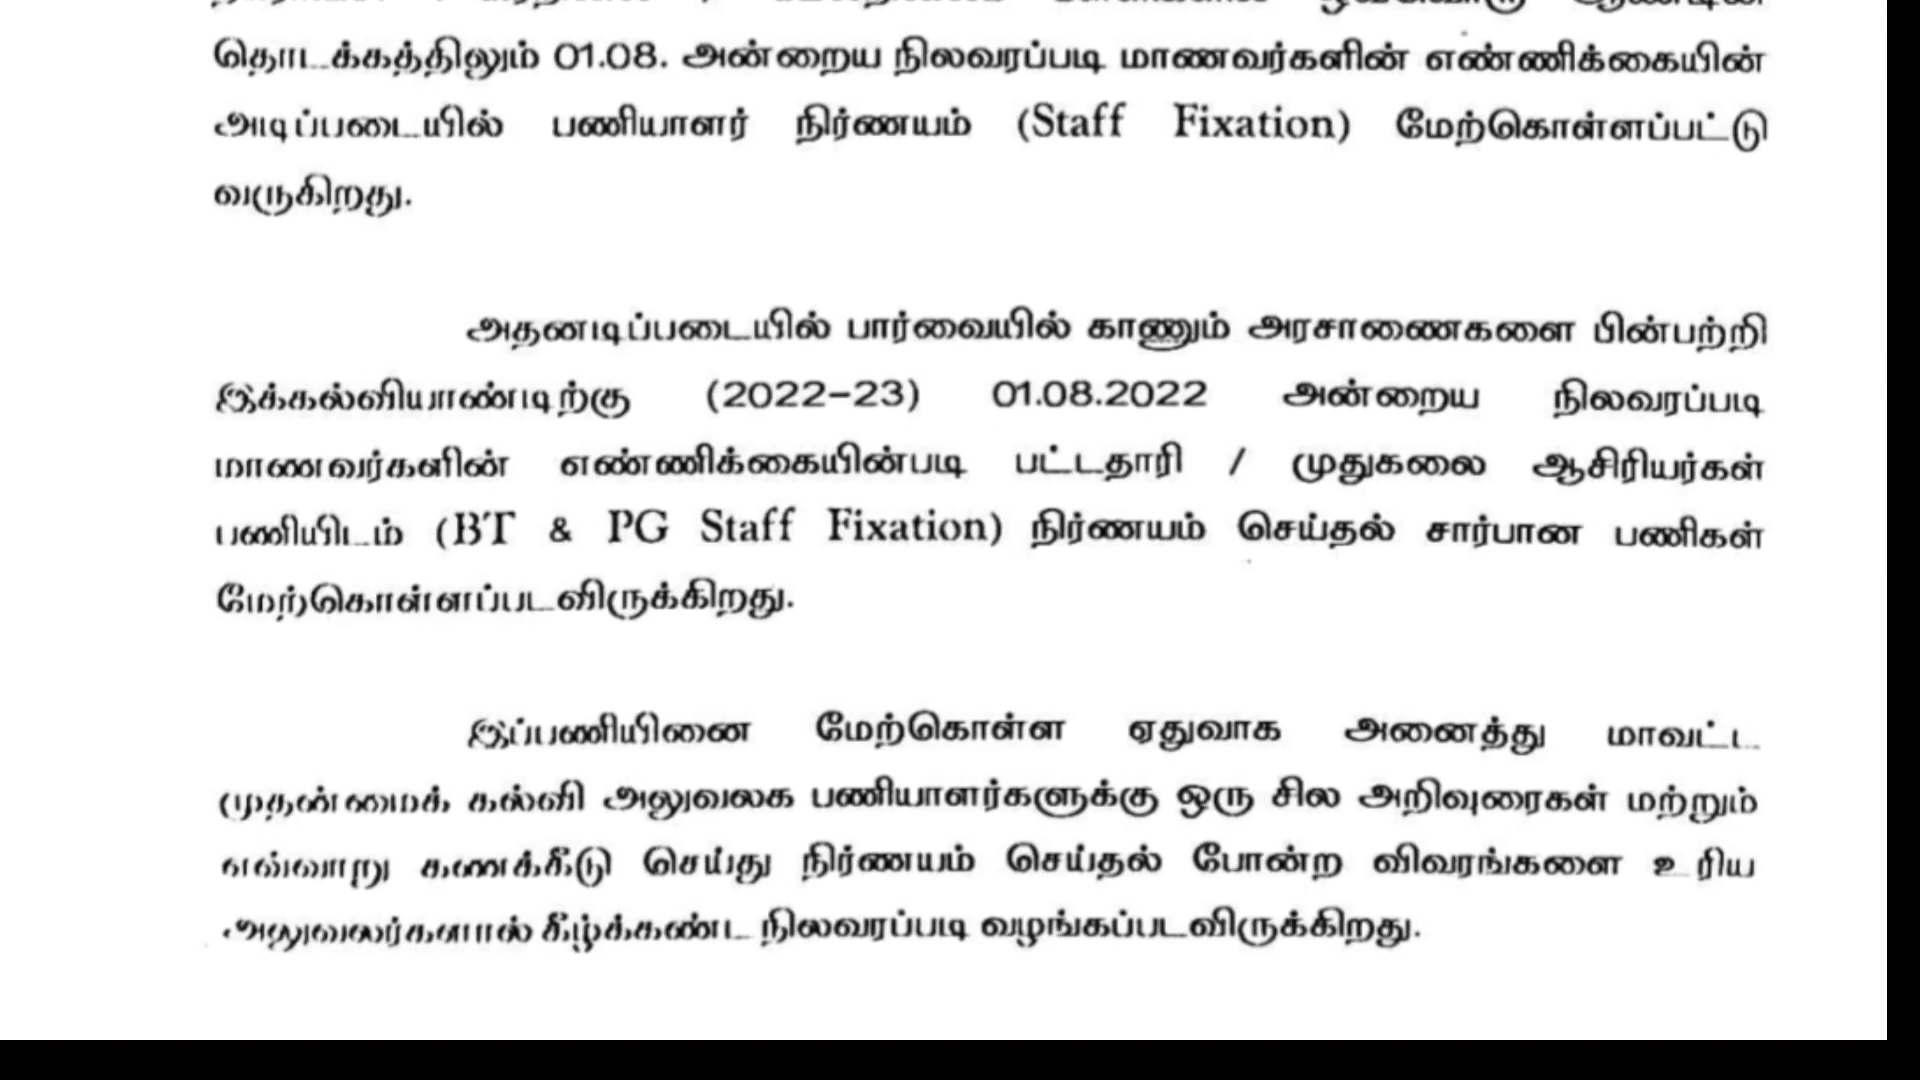 தொடக்கத்திலும் 01.08. அன்றைய நிலவரப்படி மாணவர்களின் எண்ணிக்கையின்
அடிப்படையில் பணியாளர் நிர்ணயம் (Staff Fixation) மேற்கொள்ளப்பட்டு
வருகிறது.
அதனடிப்படையில் பார்வையில் காணும் அரசாணைகளை பின்பற்றி
இக்கல்வியாண்டிற்கு (2022-23) 01.08.2022 அன்றைய நிலவரப்படி
மாணவர்களின் எண்ணிக்கையின்படி பட்டதாரி / முதுகலை ஆசிரியர்கள்
பணியிடம் (BT & PG Staff Fixation) நிர்ணயம் செய்தல் சார்பான பணிகள்
மேற்கொள்ளப்படவிருக்கிறது.
இப்பணியினை மேற்கொள்ள ஏதுவாக அனைத்து மாவட்ட
முதன்மைக் கல்வி அலுவலக பணியாளர்களுக்கு ஒரு சில அறிவுரைகள் மற்றும்
எவ்வாறு கணக்கீடு செய்து நிர்ணயம் செய்தல் போன்ற விவரங்களை உரிய
அலுவலர்களால் கீழ்க்கண்ட நிலவரப்படி வழங்கப்படவிருக்கிறது.